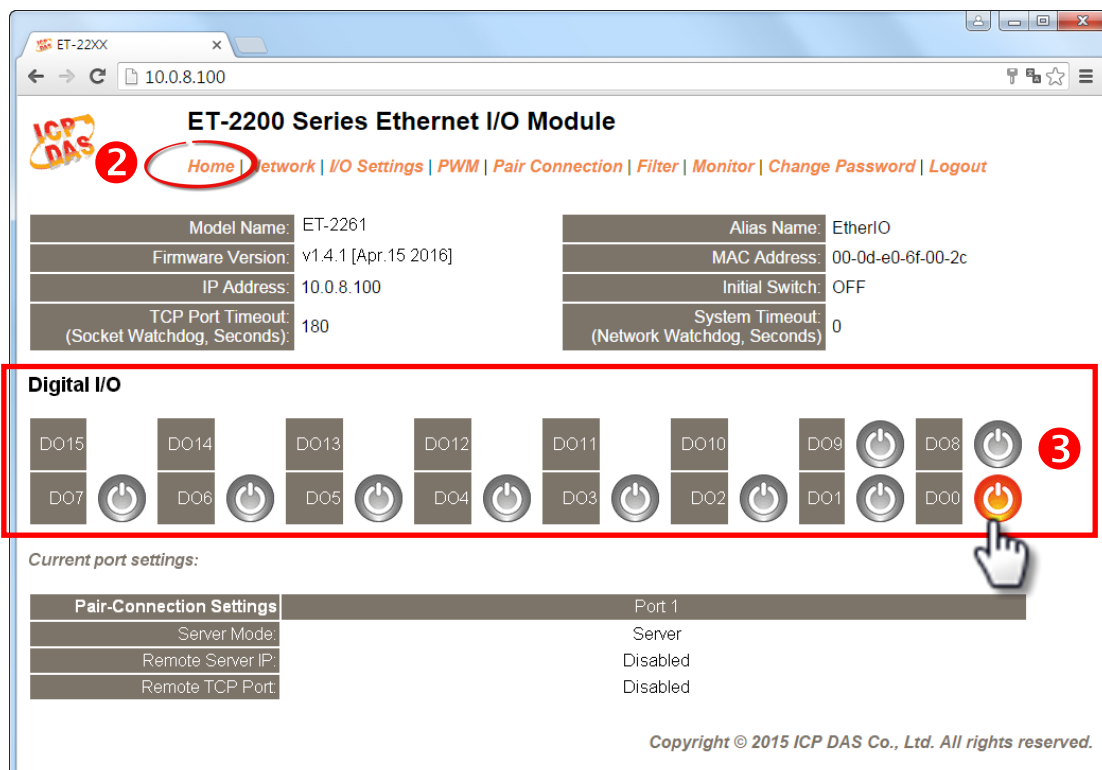 ET-22XX
10.0.8.100
ICP DAS
ET-2200 Series Ethernet I/O Module
2
Home | Network | I/O Settings | PWM | Pair Connection | Filter | Monitor | Change Password | Logout
Model Name: ET-2261 Alias Name: EtherIO
Firmware Version: v1.4.1 [Apr.15 2016] MAC Address: 00-0d-e0-6f-00-2c
IP Address: 10.0.8.100 Initial Switch: OFF
TCP Port Timeout: System Timeout:
(Socket Watchdog, Seconds): 180 (Network Watchdog, Seconds) 0
Digital I/O
DO15 DO14 DO13 DO12 DO11 DO10 DO9 DO8
3
DO7 DO6 DO5 DO4 DO3 DO2 DO1 DO0
Current port settings:
Pair-Connection Settings Port 1
Server Mode: Server
Remote Server IP: Disabled
Remote TCP Port: Disabled
Copyright © 2015 ICP DAS Co., Ltd. All rights reserved.